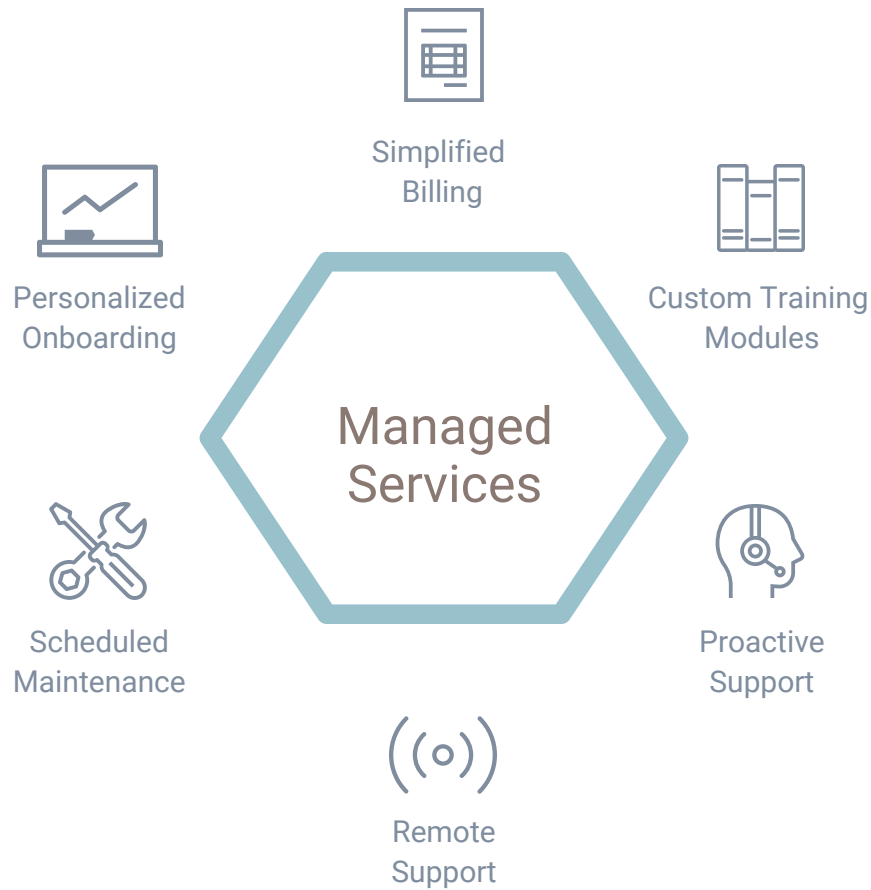 Simplified
Billing
Personalized
Onboarding
Custom Training
Modules
Managed
Services
Scheduled
Maintenance
Proactive
Support
Remote
Support